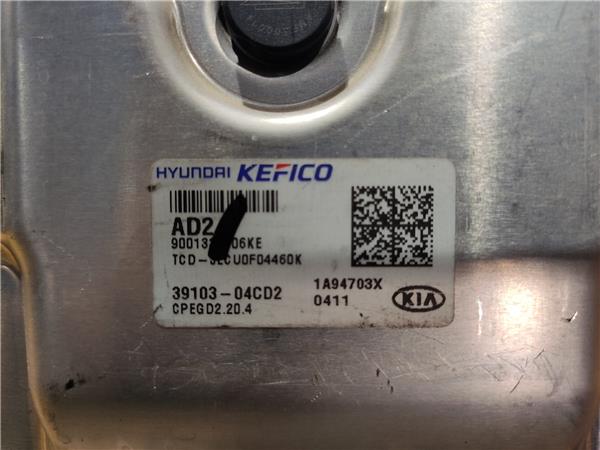 HYUNDAI KEFICO
AD2
TCD-
39103-04CD2
CPEGD2.20.4
1A94703X
0411
KIA